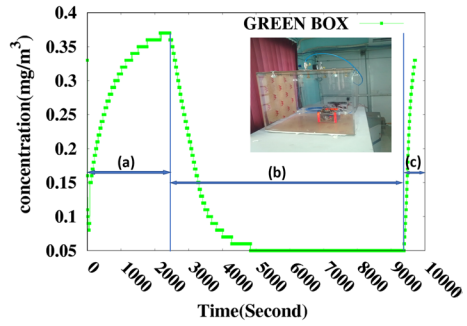 GREEN BOX
concentration(mg/m³)
0.4
0.35
0.3
0.25
0.2
0.15
0.1
0.05
(a)
(b)
(c)
0 1000 2000 3000 4000 5000 6000 7000 8000 9000 10000
Time(Second)